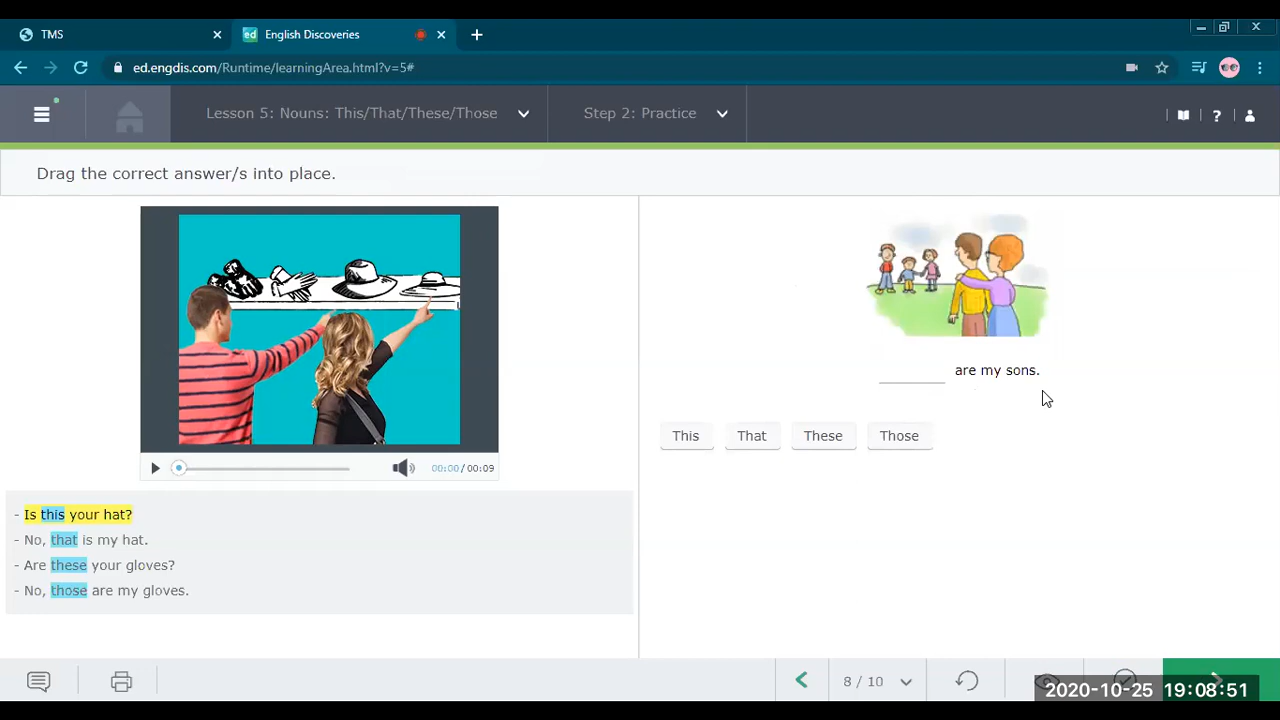 TMS
English Discoveries
ed.engdis.com/Runtime/learningArea.html?v=5#
Lesson 5: Nouns: This/That/These/Those
Step 2: Practice
?
Drag the correct answer/s into place.
are my sons.
This
That
These
Those
00:00/00:09
- Is this your hat?
- No, that is my hat.
- Are these your gloves?
- No, those are my gloves.
8 / 10
2020-10-25 19:08:51